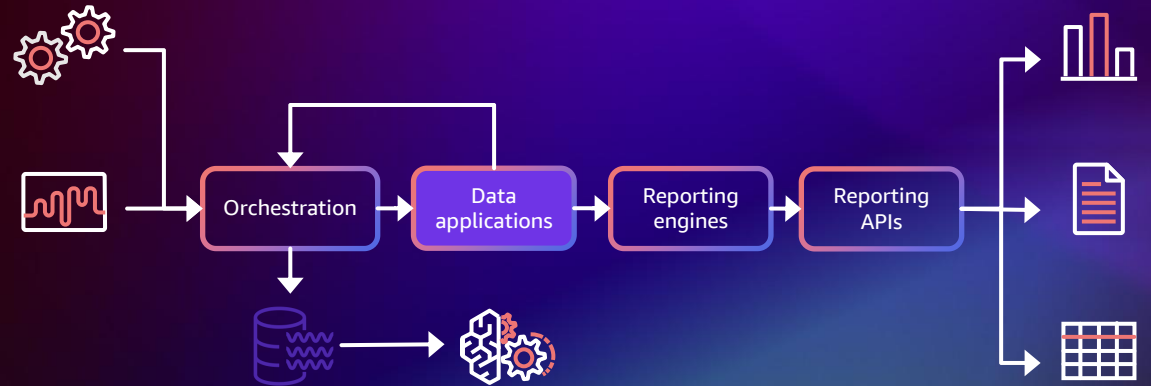 Orchestration
Data
applications
Reporting
engines
Reporting
APIs